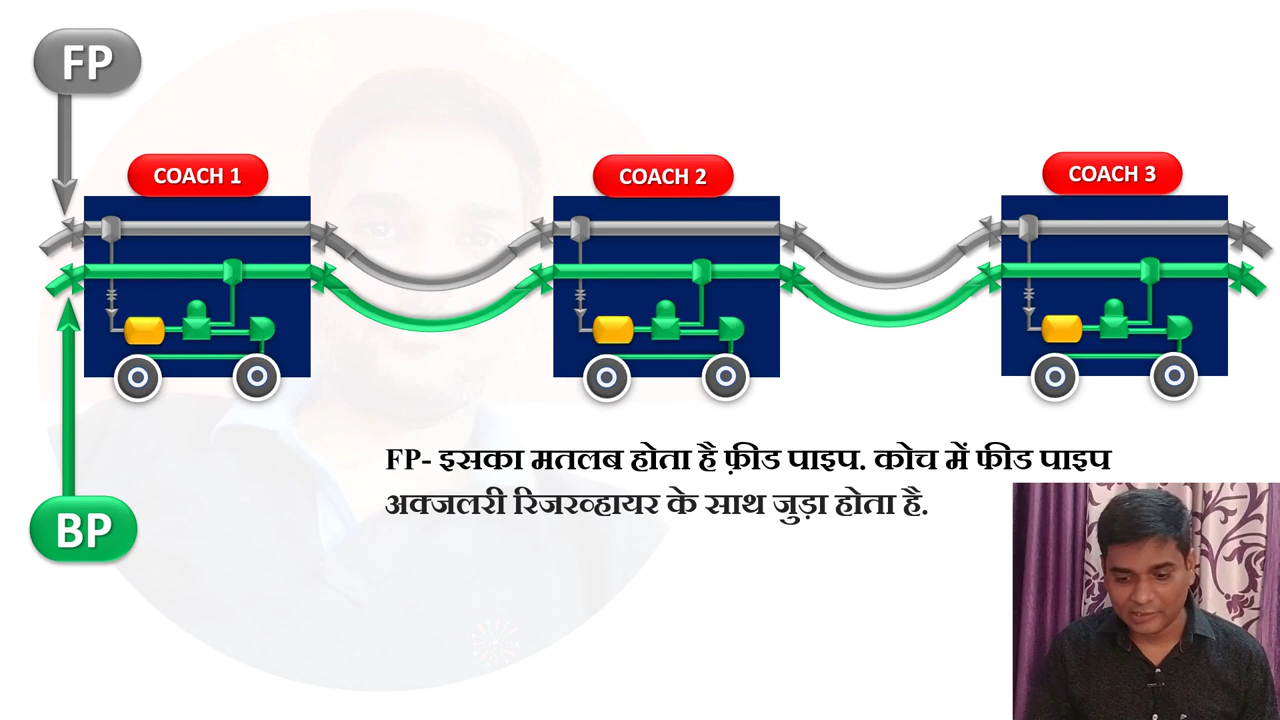 FP
COACH 1
COACH 2
COACH 3
FP- इसका मतलब होता है फ़ीड पाइप. कोच में फीड पाइप
अक्जलरी रिजरव्हायर के साथ जुड़ा होता है.
BP